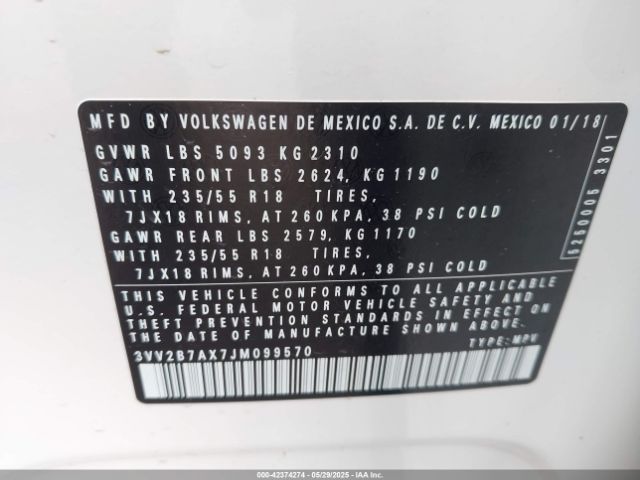 MFD BY VOLKSWAGEN DE MEXICO S.A. DE C.V. MEXICO 01/18
GVWR LBS 5093 KG 2310
GAWR FRONT LBS 2624, KG 1190
WITH 235/55 R18 TIRES,
7JX18 RIMS, AT 260 KPA, 38 PSI COLD
GAWR REAR LBS 2579, KG 1170
WITH 235/55 R18 TIRES,
7JX18 RIMS, AT 260 KPA, 38 PSI COLD
THIS VEHICLE CONFORMS TO ALL APPLICABLE
U.S. FEDERAL MOTOR VEHICLE SAFETY AND
THEFT PREVENTION STANDARDS IN EFFECT ON
THE DATE OF MANUFACTURE SHOWN ABOVE.
3VV2B7AX7JM099570 TYPE: MPV
5250005 3301
000-42374274 | 05/29/2025 | IAA Inc.